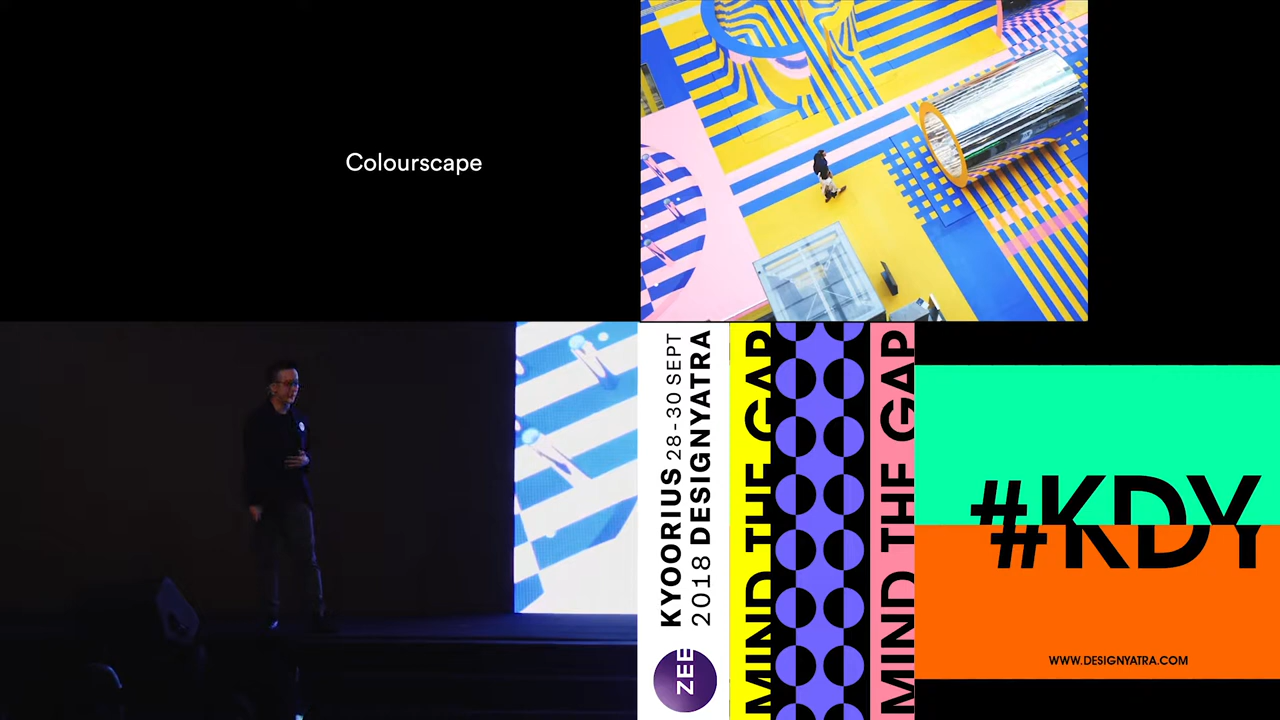 Colourscape
KYOORIUS 28-30 SEPT
2018 DESIGNYATRA
ZEE
MIND THE GAP
MIND THE GAP
#KDY
WWW.DESIGNYATRA.COM